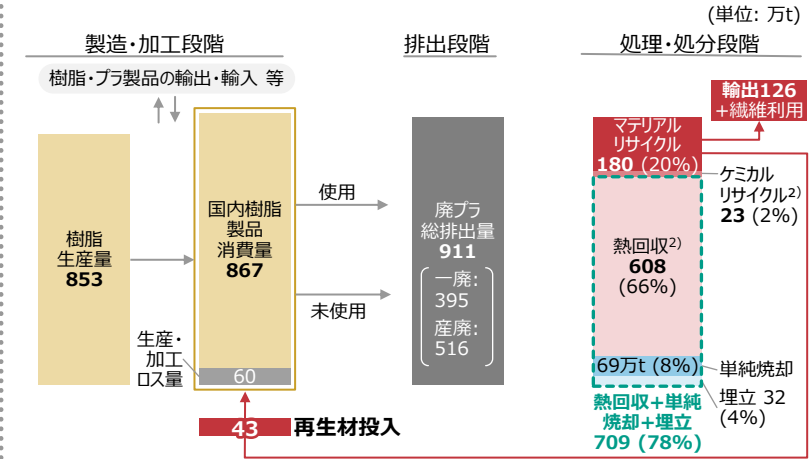 (単位: 万t)
製造・加工段階
排出段階
処理・処分段階
樹脂・プラ製品の輸出・輸入 等
輸出126
+繊維利用
マテリアル
リサイクル
180 (20%)
ケミカル
リサイクル2)
23 (2%)
樹脂
生産量
853
国内樹脂
製品
消費量
867
使用
未使用
廃プラ
総排出量
911
一廃:
395
産廃:
516
熱回収2)
608
(66%)
生産・
加工
ロス量
60
69万t (8%)
単純焼却
埋立 32
(4%)
43
再生材投入
熱回収+単純
焼却+埋立
709 (78%)